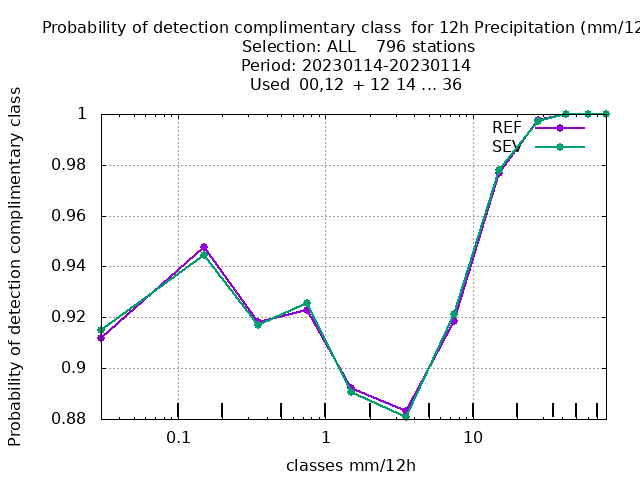 Probability of detection complimentary class  for 12h Precipitation (mm/12
Selection: ALL    796 stations
Period: 20230114-20230114
Used  00,12  + 12 14 ... 36
Probability of detection complimentary class
1
0.98
0.96
0.94
0.92
0.9
0.88
REF
SEV
0.1
1
10
classes mm/12h